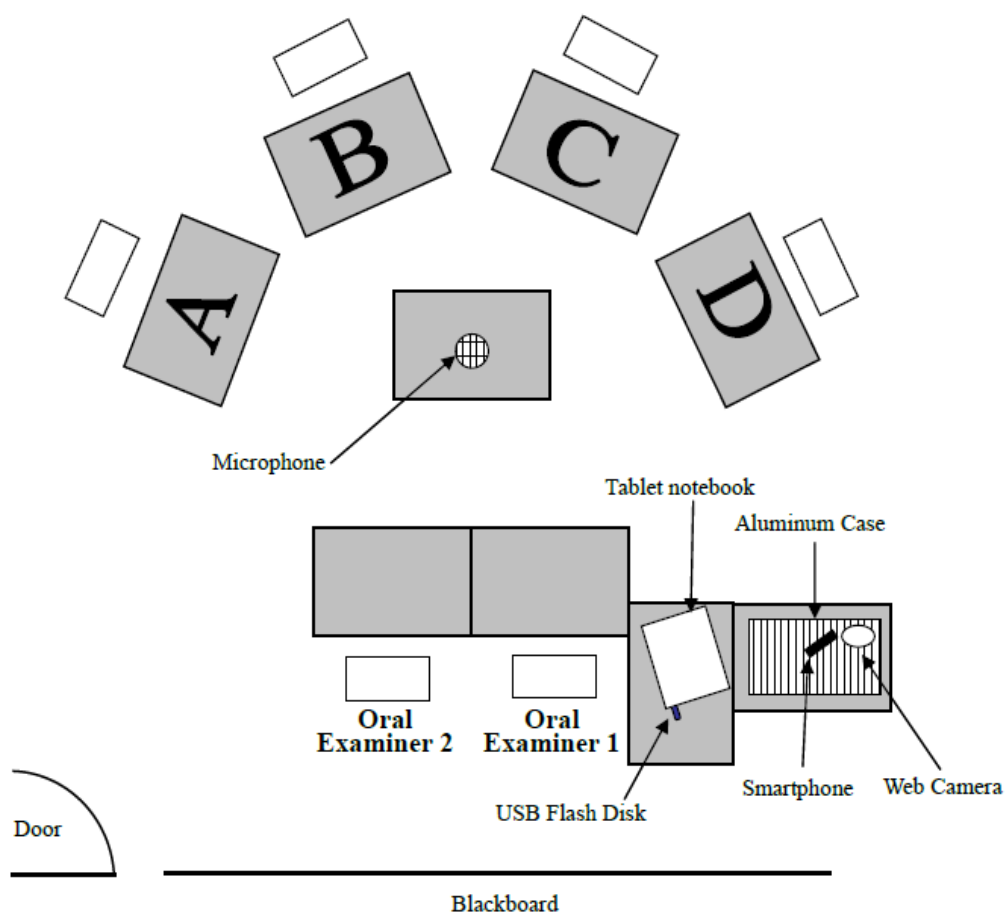 B
C
A
D
Microphone
Tablet notebook
Aluminum Case
Oral
Examiner 2
Oral
Examiner 1
Smartphone
Web Camera
USB Flash Disk
Door
Blackboard